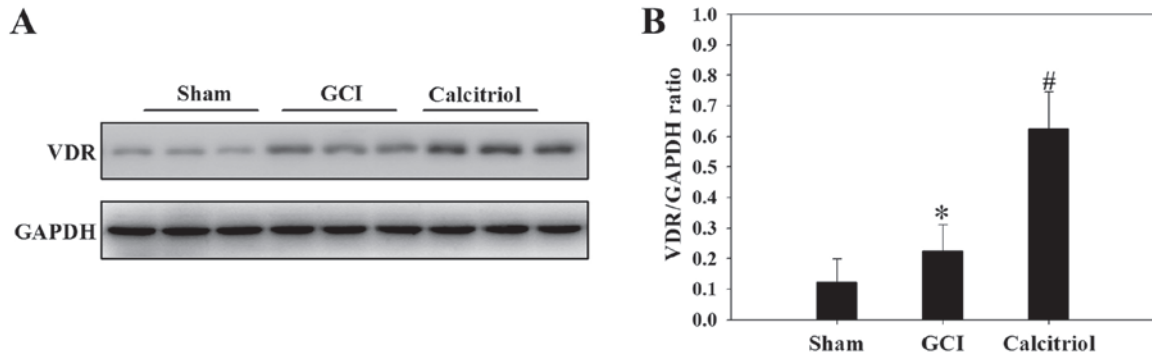 A
Sham GCI Calcitriol
VDR
GAPDH
B
VDR/GAPDH ratio
1.0
0.9
0.8
0.7
0.6
0.5
0.4
0.3
0.2
0.1
0.0
*
#
Sham GCI Calcitriol